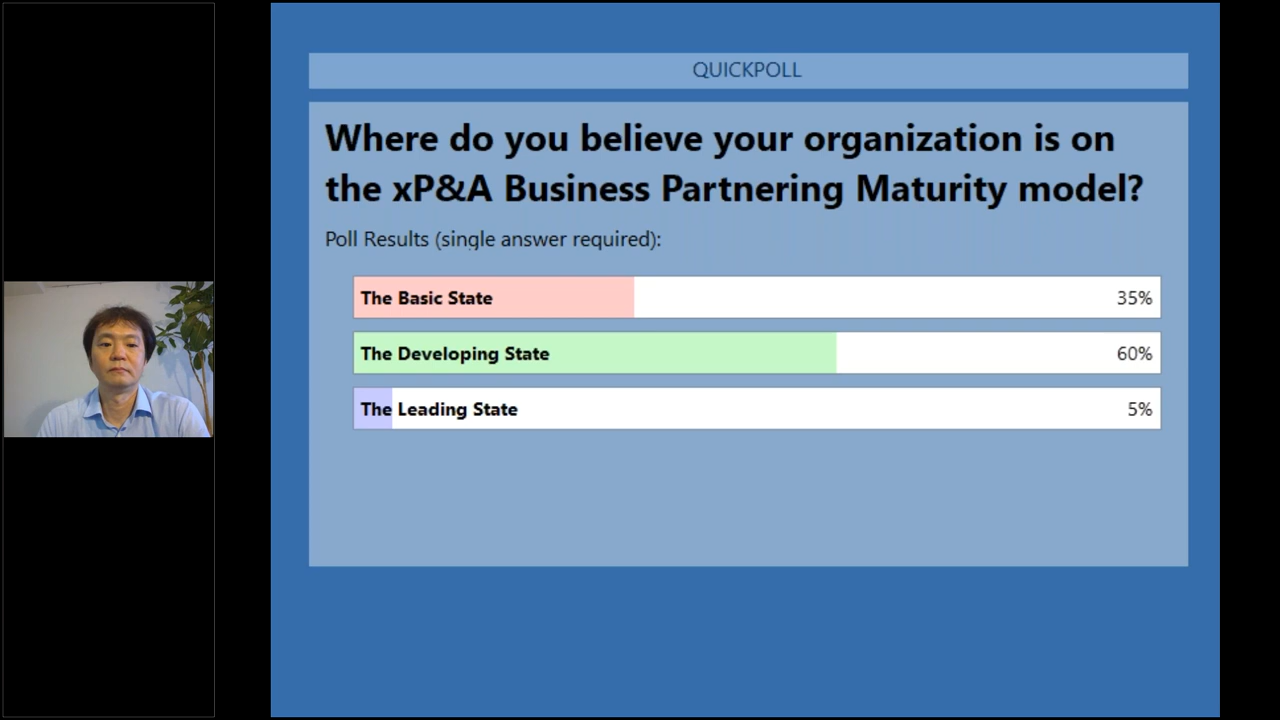 QUICKPOLL
Where do you believe your organization is on
the xP&A Business Partnering Maturity model?
Poll Results (single answer required):
The Basic State 35%
The Developing State 60%
The Leading State 5%